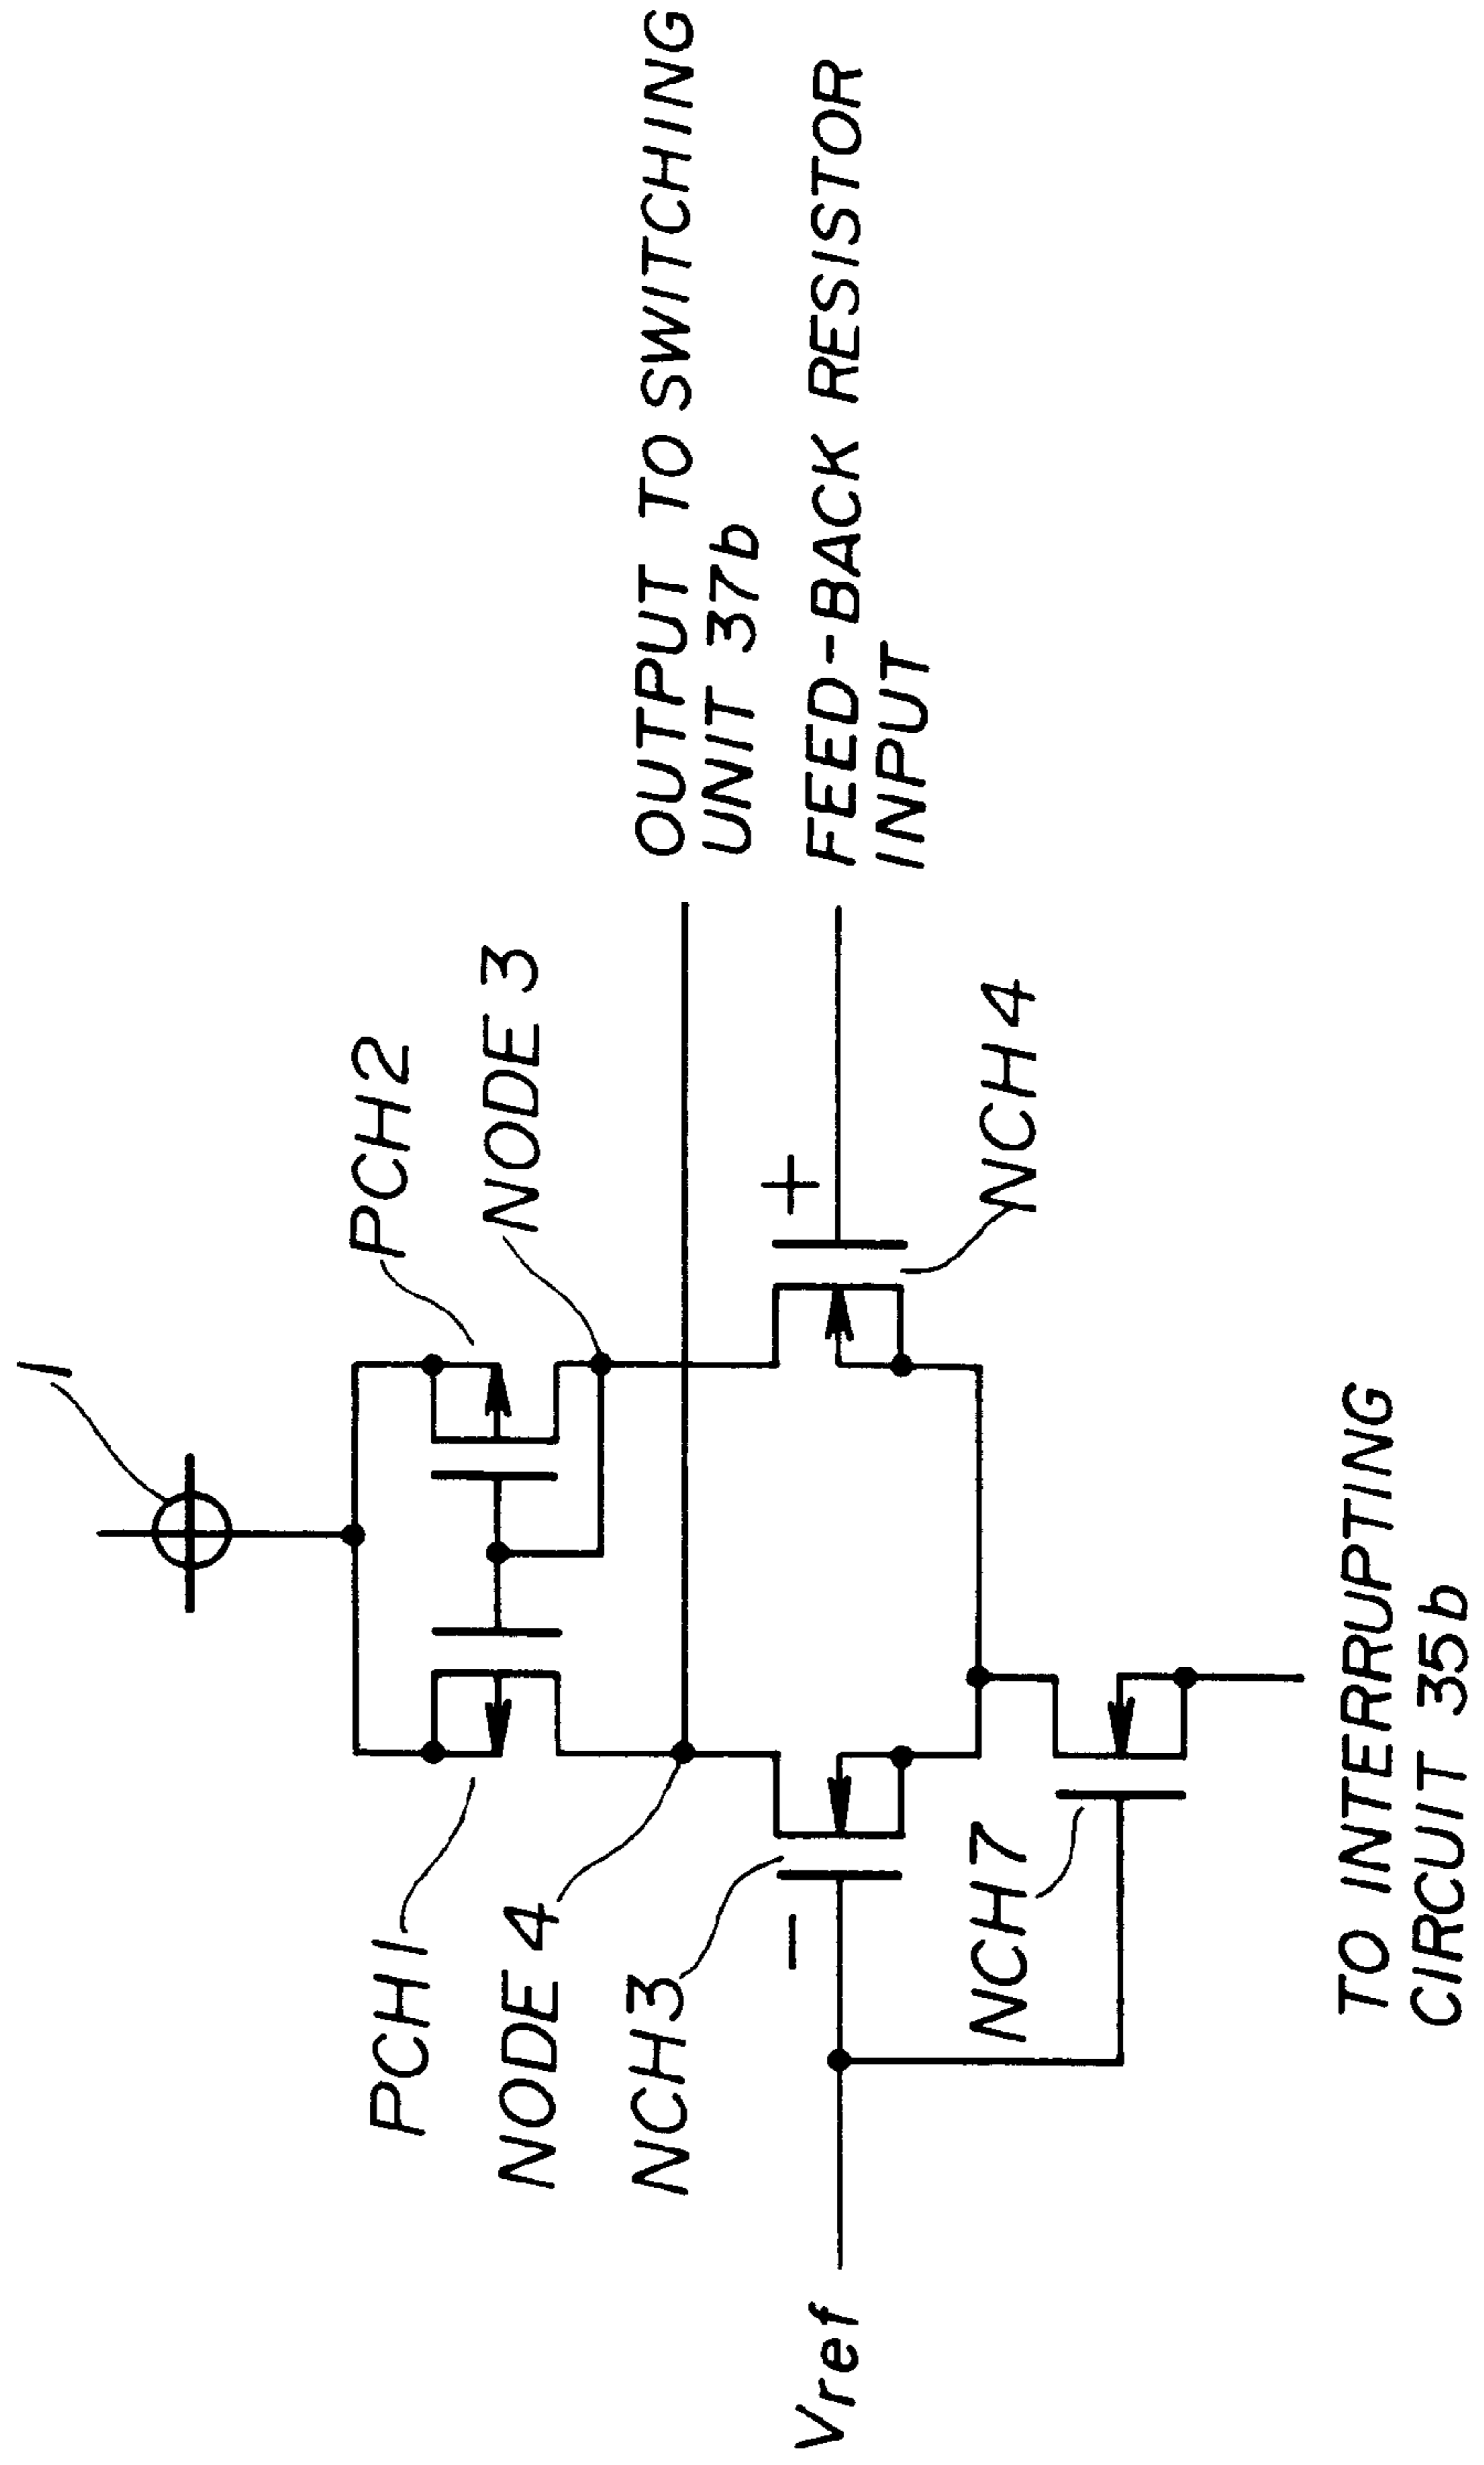 1
PCH1
PCH2
NODE 3
NODE 4
OUTPUT TO SWITCHING
UNIT 37b
NCH3
−
+
FEED-BACK RESISTOR
INPUT
Vref
NCH4
NCH7
TO INTERRUPTING
CIRCUIT 35b